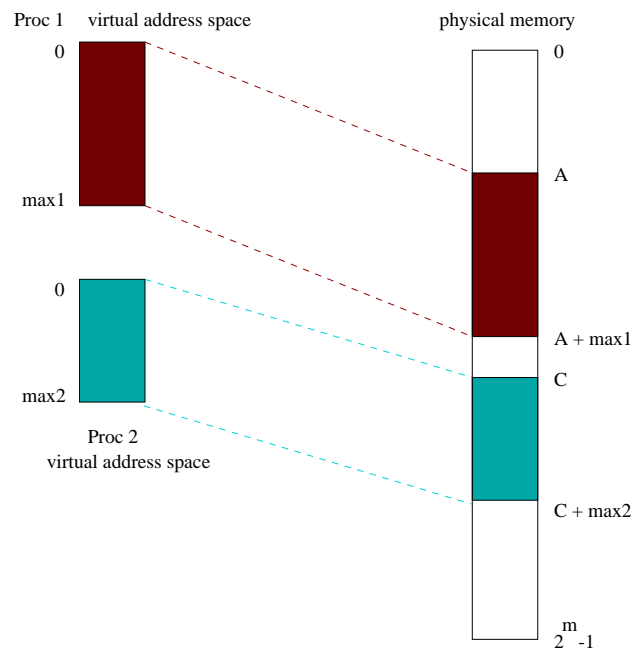 Proc 1 virtual address space
0
max1
0
max2
Proc 2
virtual address space
physical memory
0
A
A + max1
C
C + max2
2^m -1